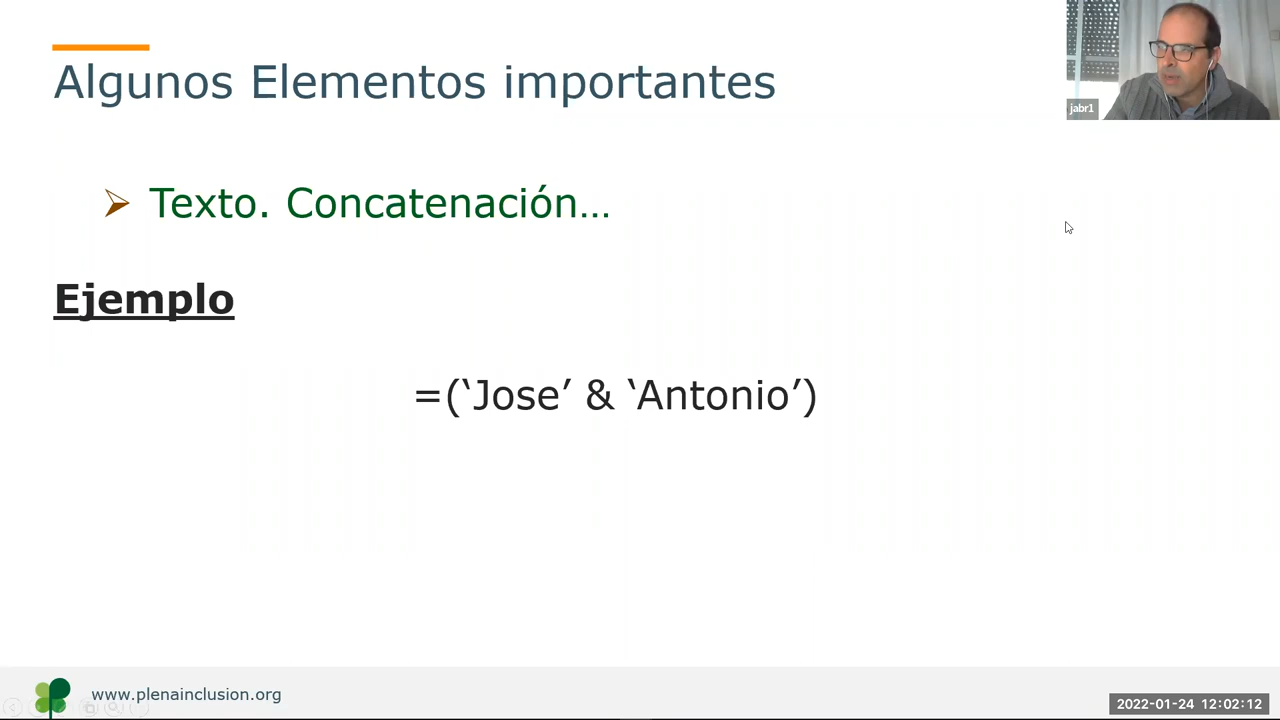 Algunos Elementos importantes
jabr1
Texto. Concatenación...
Ejemplo
=(‘Jose’ & ‘Antonio’)
www.plenainclusion.org
2022-01-24 12:02:12